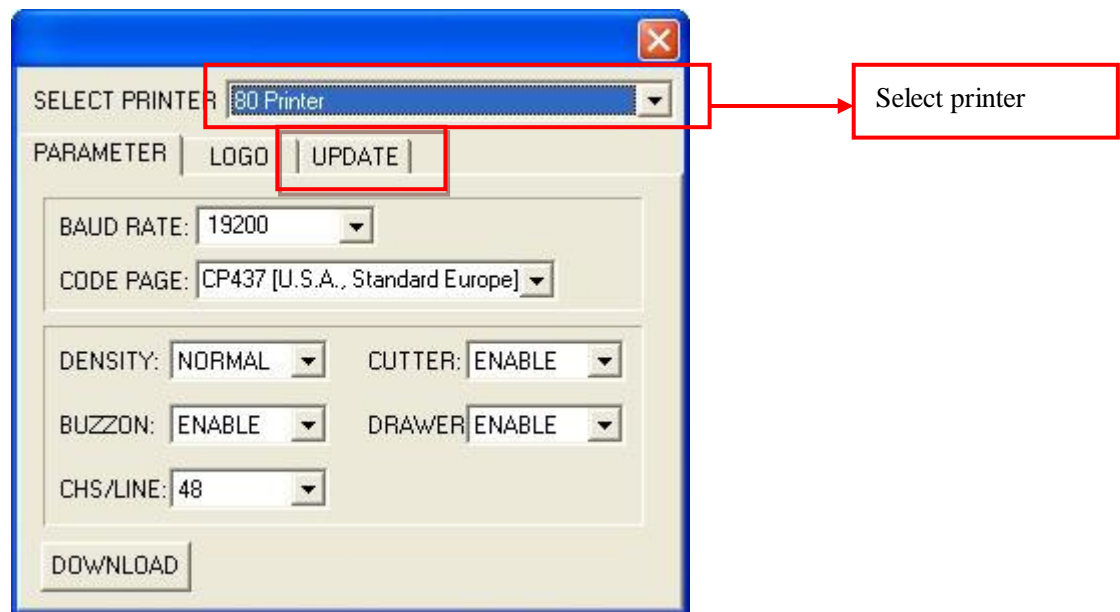 SELECT PRINTER 80 Printer
Select printer
PARAMETER LOGO UPDATE
BAUD RATE: 19200
CODE PAGE: CP437 [U.S.A., Standard Europe]
DENSITY: NORMAL CUTTER: ENABLE
BUZZON: ENABLE DRAWER ENABLE
CHS/LINE: 48
DOWNLOAD